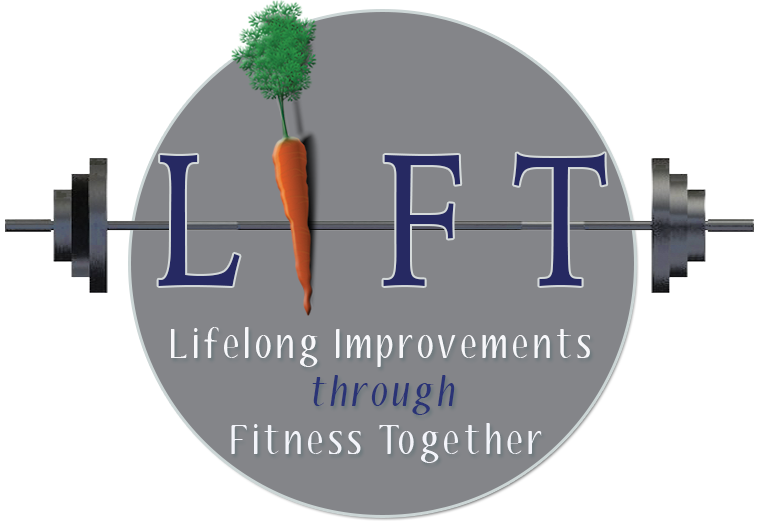 LIFT
Lifelong Improvements
through
Fitness Together